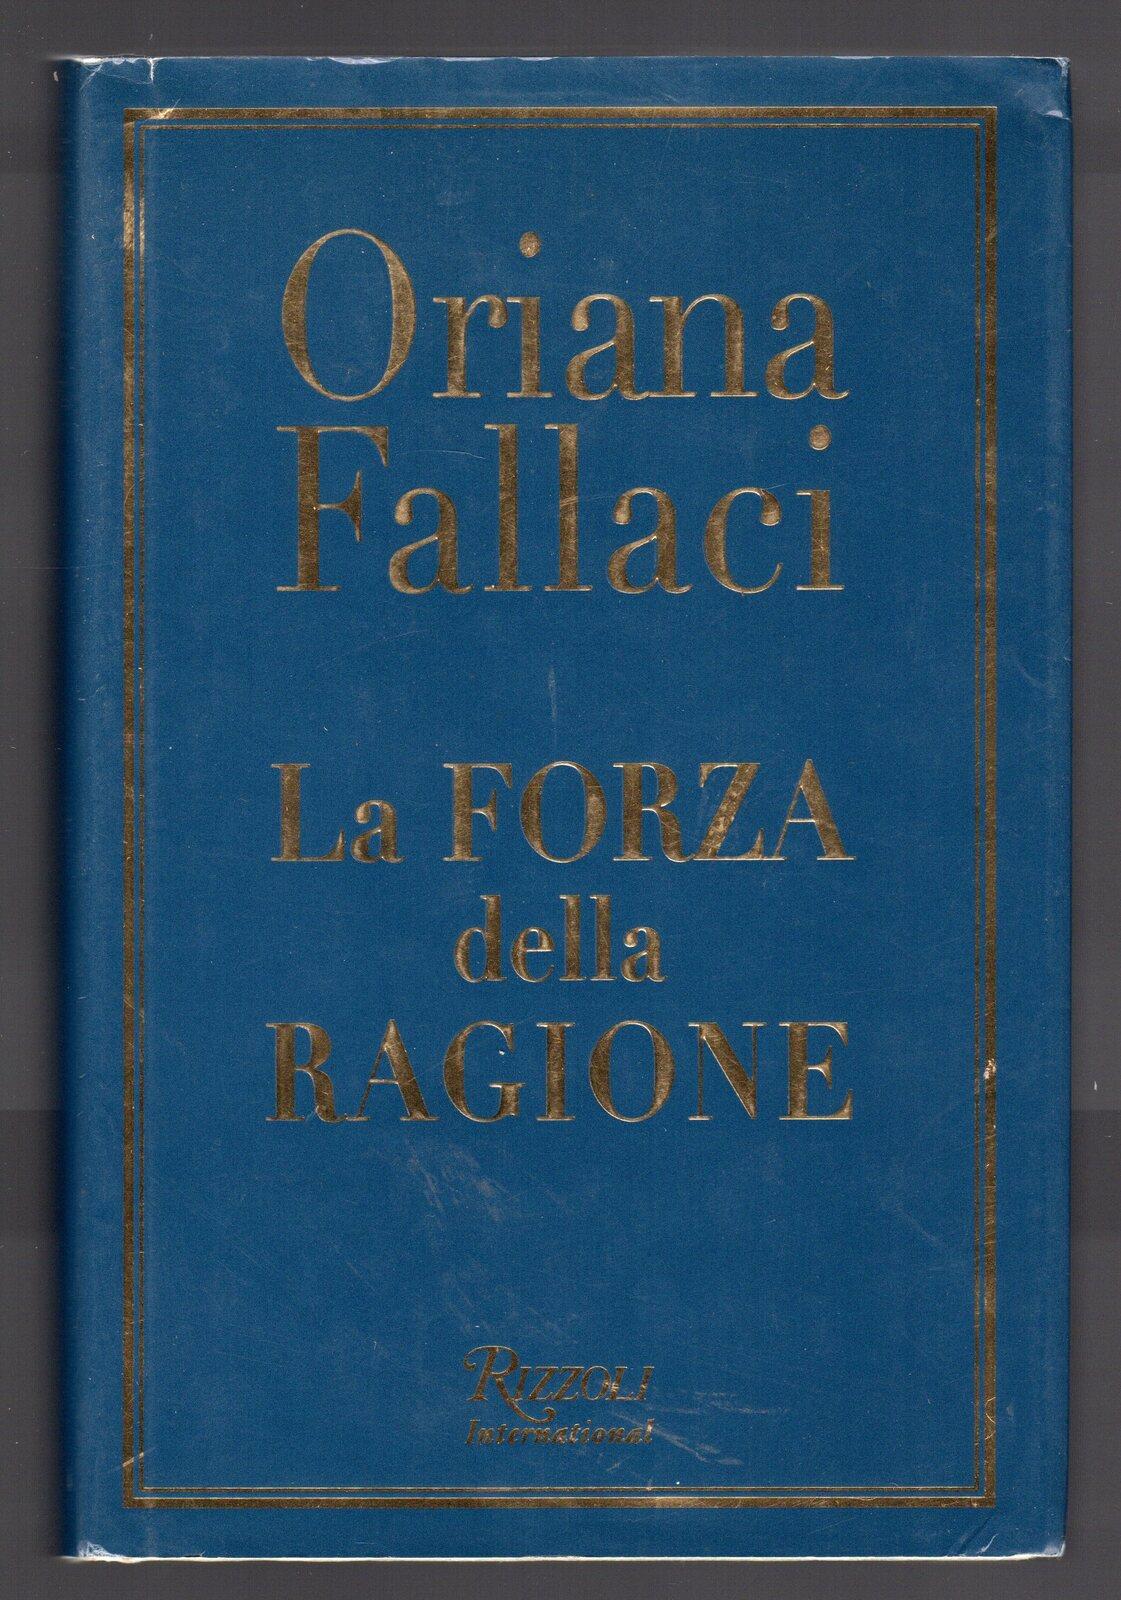 Oriana
Fallaci
La FORZA
della
RAGIONE
RIZZOLI
International